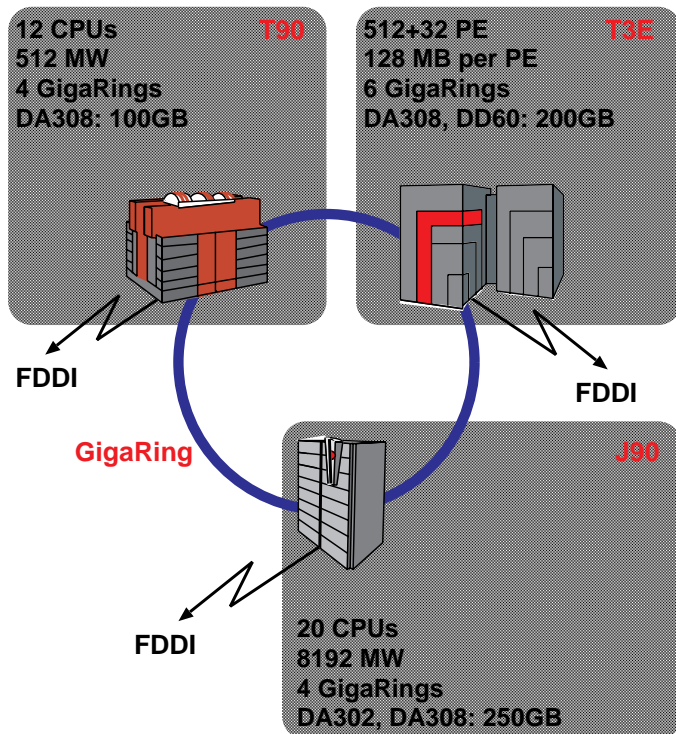 12 CPUs
T90
512 MW
4 GigaRings
DA308: 100GB
512+32 PE
T3E
128 MB per PE
6 GigaRings
DA308, DD60: 200GB
FDDI
FDDI
GigaRing
J90
FDDI
20 CPUs
8192 MW
4 GigaRings
DA302, DA308: 250GB